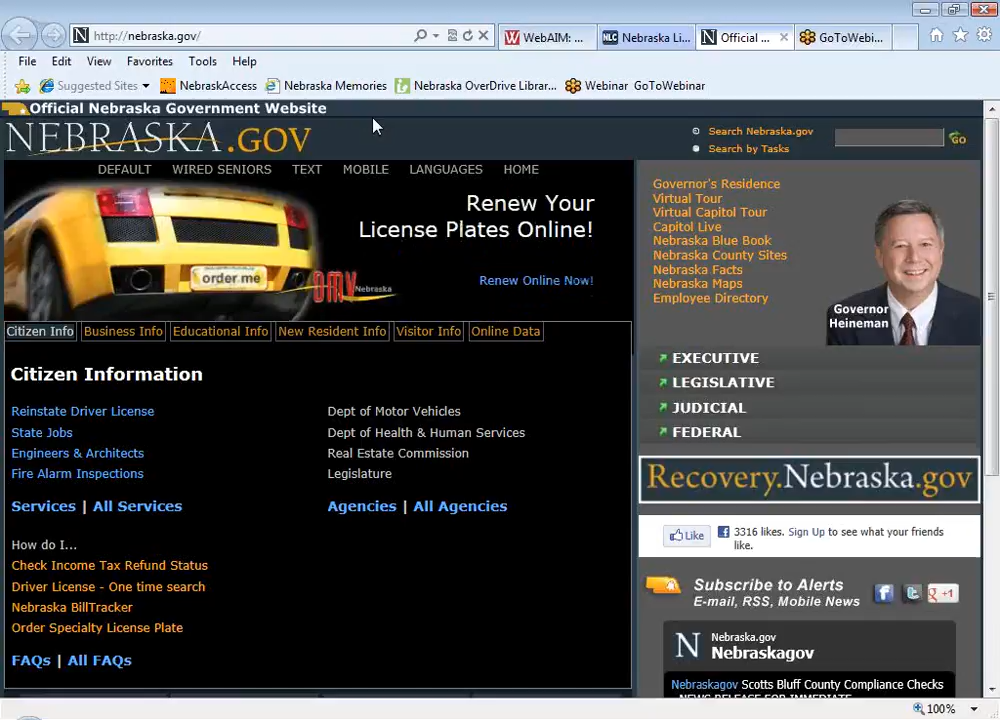 http://nebraska.gov/
WebAIM: ...
Nebraska Li...
Official ...
GoToWebi...
File Edit View Favorites Tools Help
Suggested Sites NebraskAccess Nebraska Memories Nebraska OverDrive Librar... Webinar GoToWebinar
Official Nebraska Government Website
NEBRASKA.GOV
Search Nebraska.gov
Search by Tasks
GO
DEFAULT WIRED SENIORS TEXT MOBILE LANGUAGES HOME
Renew Your
License Plates Online!
order.me
DMV
Nebraska
Renew Online Now!
Governor's Residence
Virtual Tour
Virtual Capitol Tour
Capitol Live
Nebraska Blue Book
Nebraska County Sites
Nebraska Facts
Nebraska Maps
Employee Directory
Governor
Heineman
Citizen Info Business Info Educational Info New Resident Info Visitor Info Online Data
Citizen Information
Reinstate Driver License
State Jobs
Engineers & Architects
Fire Alarm Inspections
Dept of Motor Vehicles
Dept of Health & Human Services
Real Estate Commission
Legislature
Services | All Services
Agencies | All Agencies
How do I...
Check Income Tax Refund Status
Driver License - One time search
Nebraska BillTracker
Order Specialty License Plate
FAQs | All FAQs
EXECUTIVE
LEGISLATIVE
JUDICIAL
FEDERAL
Recovery.Nebraska.gov
Like
3316 likes. Sign Up to see what your friends
like.
Subscribe to Alerts
E-mail, RSS, Mobile News
+1
Nebraska.gov
Nebraskagov
Nebraskagov Scotts Bluff County Compliance Checks
NEWS RELEASE FOR IMMEDIATE
100%